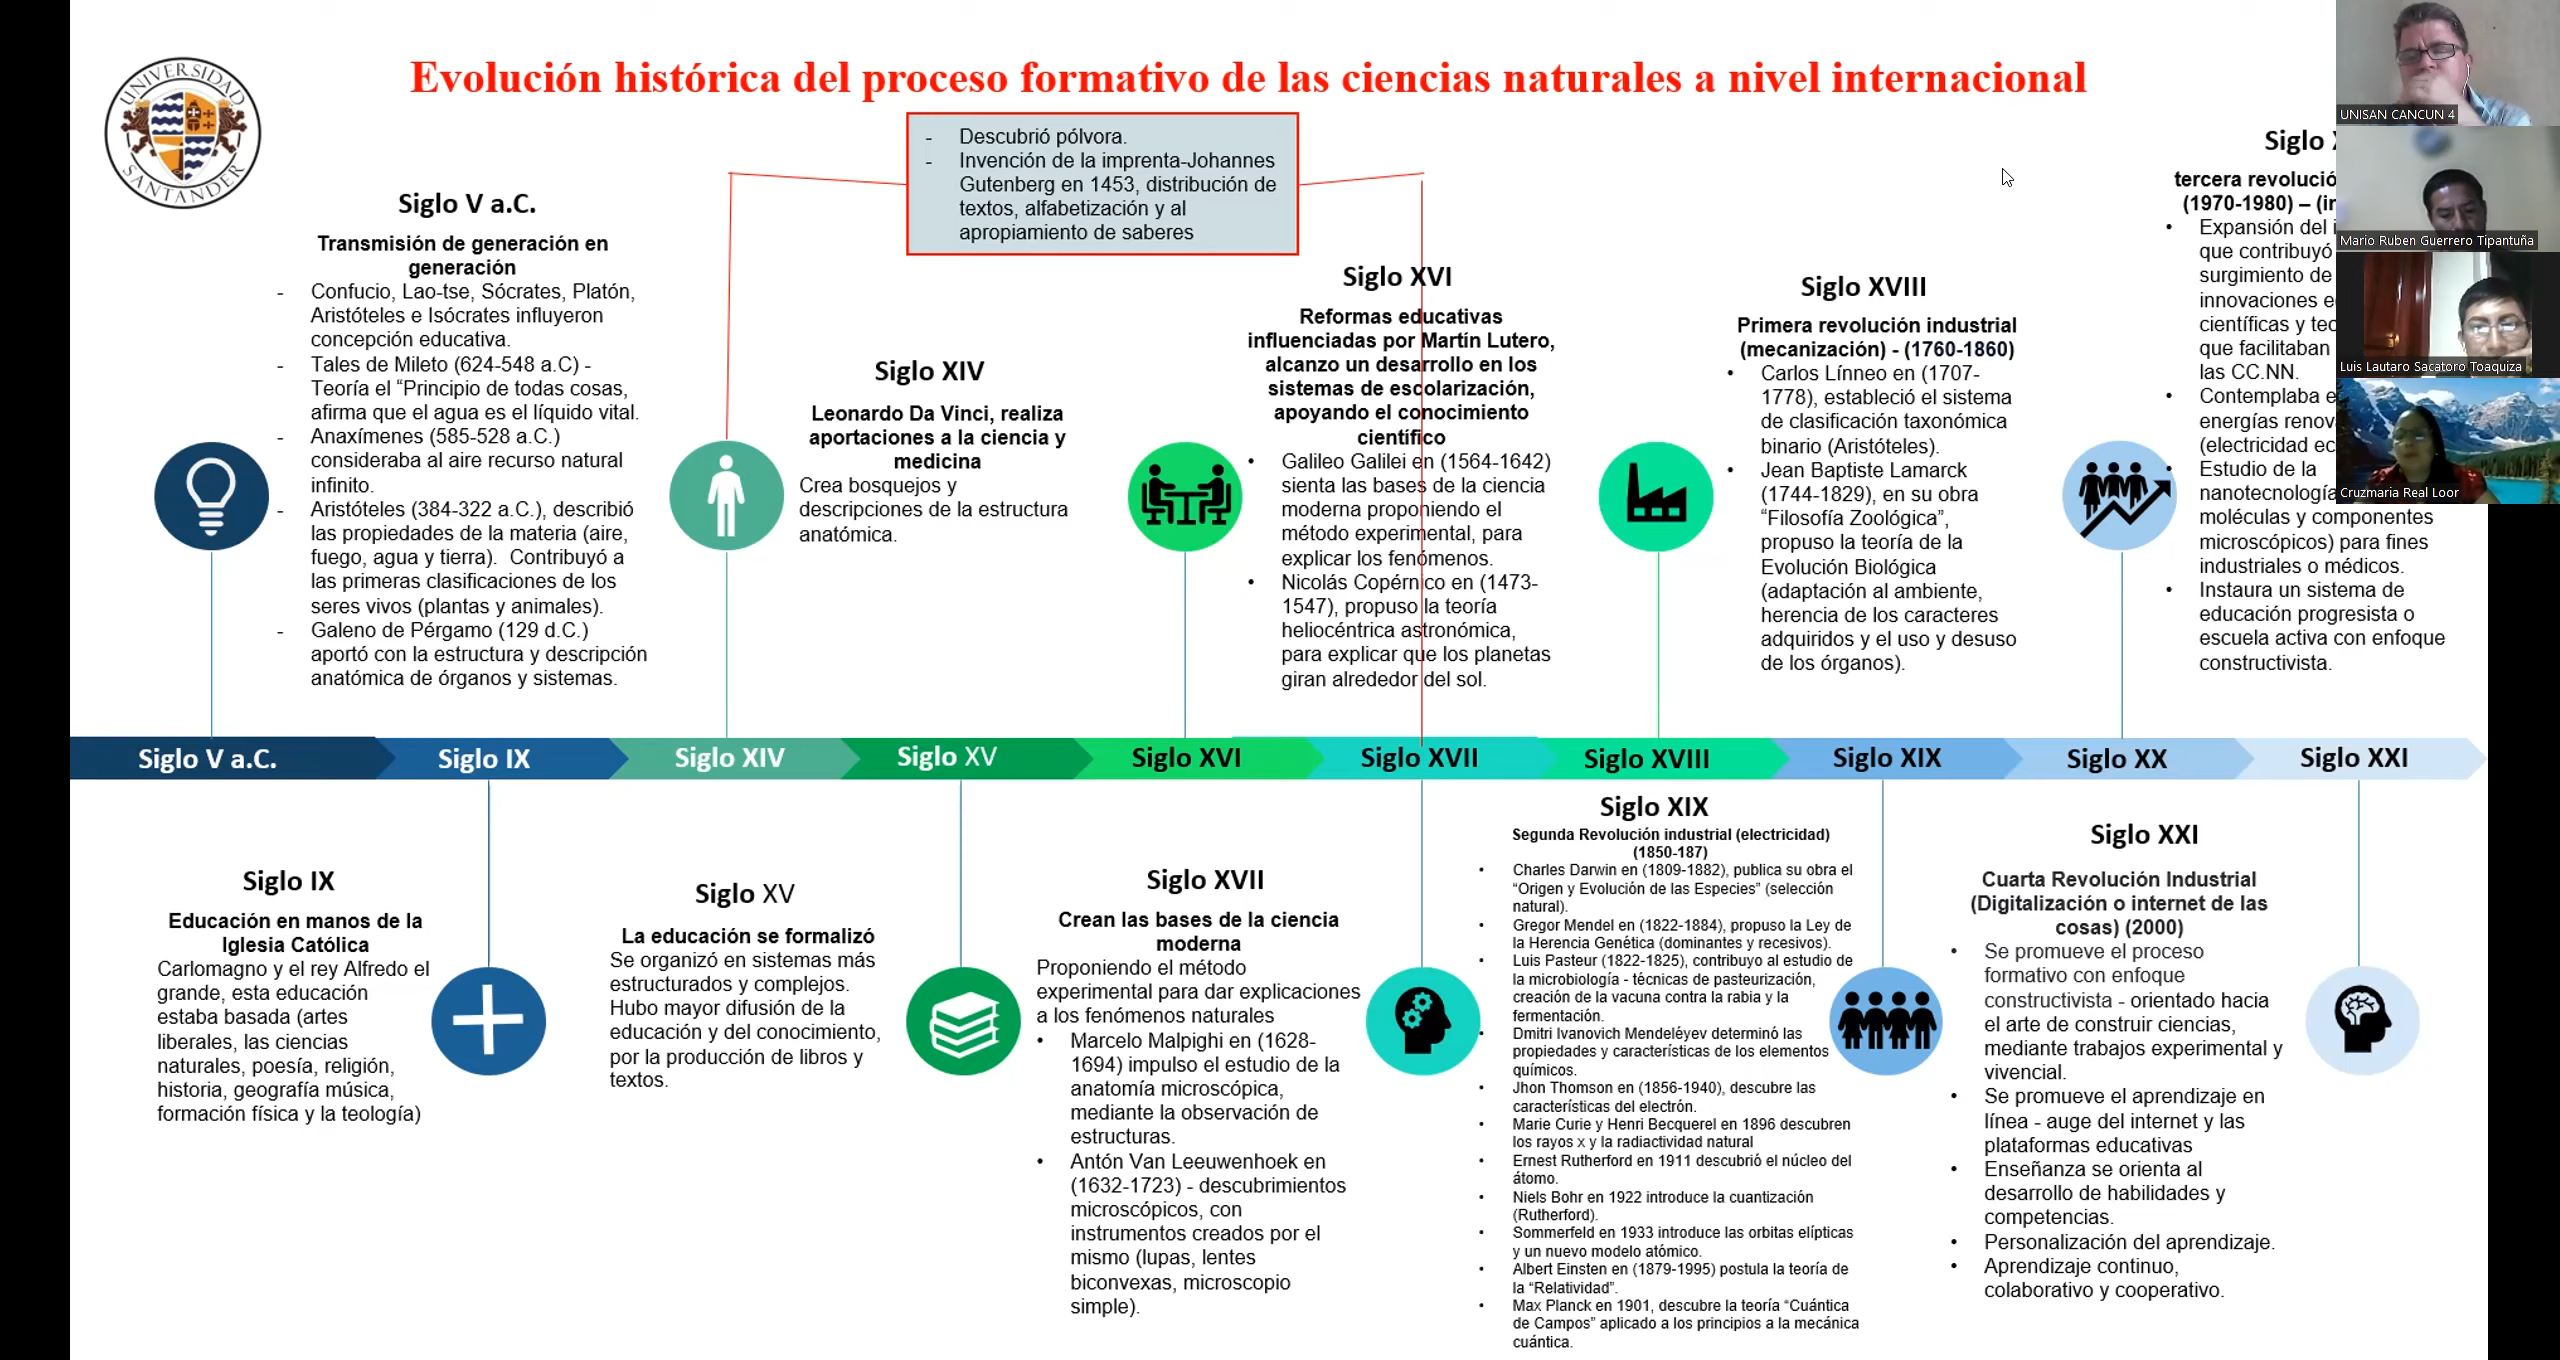 UNIVERSIDAD
SANTANDER
Evolución histórica del proceso formativo de las ciencias naturales a nivel internacional
- Descubrió pólvora.
- Invención de la imprenta-Johannes
Gutenberg en 1453, distribución de
textos, alfabetización y al
apropiamiento de saberes
Siglo V a.C.
Transmisión de generación en
generación
- Confucio, Lao-tse, Sócrates, Platón,
Aristóteles e Isócrates influyeron
concepción educativa.
- Tales de Mileto (624-548 a.C) -
Teoría el “Principio de todas cosas,
afirma que el agua es el líquido vital.
- Anaxímenes (585-528 a.C.)
consideraba al aire recurso natural
infinito.
- Aristóteles (384-322 a.C.), describió
las propiedades de la materia (aire,
fuego, agua y tierra). Contribuyó a
las primeras clasificaciones de los
seres vivos (plantas y animales).
- Galeno de Pérgamo (129 d.C.)
aportó con la estructura y descripción
anatómica de órganos y sistemas.
Siglo XIV
Leonardo Da Vinci, realiza
aportaciones a la ciencia y
medicina
Crea bosquejos y
descripciones de la estructura
anatómica.
Siglo XVI
Reformas educativas
influenciadas por Martín Lutero,
alcanzo un desarrollo en los
sistemas de escolarización,
apoyando el conocimiento
científico
• Galileo Galilei en (1564-1642)
sienta las bases de la ciencia
moderna proponiendo el
método experimental, para
explicar los fenómenos.
• Nicolás Copérnico en (1473-
1547), propuso la teoría
heliocéntrica astronómica,
para explicar que los planetas
giran alrededor del sol.
Siglo XVIII
Primera revolución industrial
(mecanización) - (1760-1860)
• Carlos Línneo en (1707-
1778), estableció el sistema
de clasificación taxonómica
binario (Aristóteles).
• Jean Baptiste Lamarck
(1744-1829), en su obra
“Filosofía Zoológica”,
propuso la teoría de la
Evolución Biológica
(adaptación al ambiente,
herencia de los caracteres
adquiridos y el uso y desuso
de los órganos).
Siglo
tercera
(1970-1980) –
• Expansión del
que contribuyó
surgimiento de
innovaciones
científicas y
que facilitaban
las CC.NN.
• Contemplaba
energías
(electricidad
• Estudio de la
nanotecnología
moléculas y componentes
microscópicos) para fines
industriales o médicos.
• Instaura un sistema de
educación progresista o
escuela activa con enfoque
constructivista.
UNISAN CANCUN 4
Mario Ruben Guerrero Tipantuña
Luis Lautaro Sacatoro Toaquiza
Cruzmaria Real Loor
Siglo V a.C. Siglo IX Siglo XIV Siglo XV Siglo XVI Siglo XVII Siglo XVIII Siglo XIX Siglo XX Siglo XXI
Siglo IX
Educación en manos de la
Iglesia Católica
Carlomagno y el rey Alfredo el
grande, esta educación
estaba basada (artes
liberales, las ciencias
naturales, poesía, religión,
historia, geografía música,
formación física y la teología)
Siglo XV
La educación se formalizó
Se organizó en sistemas más
estructurados y complejos.
Hubo mayor difusión de la
educación y del conocimiento,
por la producción de libros y
textos.
Siglo XVII
Crean las bases de la ciencia
moderna
Proponiendo el método
experimental para dar explicaciones
a los fenómenos naturales
• Marcelo Malpighi en (1628-
1694) impulso el estudio de la
anatomía microscópica,
mediante la observación de
estructuras.
• Antón Van Leeuwenhoek en
(1632-1723) - descubrimientos
microscópicos, con
instrumentos creados por el
mismo (lupas, lentes
biconvexas, microscopio
simple).
Siglo XIX
Segunda Revolución industrial (electricidad)
(1850-187)
• Charles Darwin en (1809-1882), publica su obra el
“Origen y Evolución de las Especies” (selección
natural).
• Gregor Mendel en (1822-1884), propuso la Ley de
la Herencia Genética (dominantes y recesivos).
• Luis Pasteur (1822-1825), contribuyo al estudio de
la microbiología - técnicas de pasteurización,
creación de la vacuna contra la rabia y la
fermentación.
• Dmitri Ivanovich Mendeléyev determinó las
propiedades y características de los elementos
químicos.
• Jhon Thomson en (1856-1940), descubre las
características del electrón.
• Marie Curie y Henri Becquerel en 1896 descubren
los rayos x y la radiactividad natural
• Ernest Rutherford en 1911 descubrió el núcleo del
átomo.
• Niels Bohr en 1922 introduce la cuantización
(Rutherford).
• Sommerfeld en 1933 introduce las orbitas elípticas
y un nuevo modelo atómico.
• Albert Einsten en (1879-1995) postula la teoría de
la “Relatividad”.
• Max Planck en 1901, descubre la teoría “Cuántica
de Campos” aplicado a los principios a la mecánica
cuántica.
Siglo XXI
Cuarta Revolución Industrial
(Digitalización o internet de las
cosas) (2000)
• Se promueve el proceso
formativo con enfoque
constructivista - orientado hacia
el arte de construir ciencias,
mediante trabajos experimental y
vivencial.
• Se promueve el aprendizaje en
línea - auge del internet y las
plataformas educativas
• Enseñanza se orienta al
desarrollo de habilidades y
competencias.
• Personalización del aprendizaje.
• Aprendizaje continuo,
colaborativo y cooperativo.